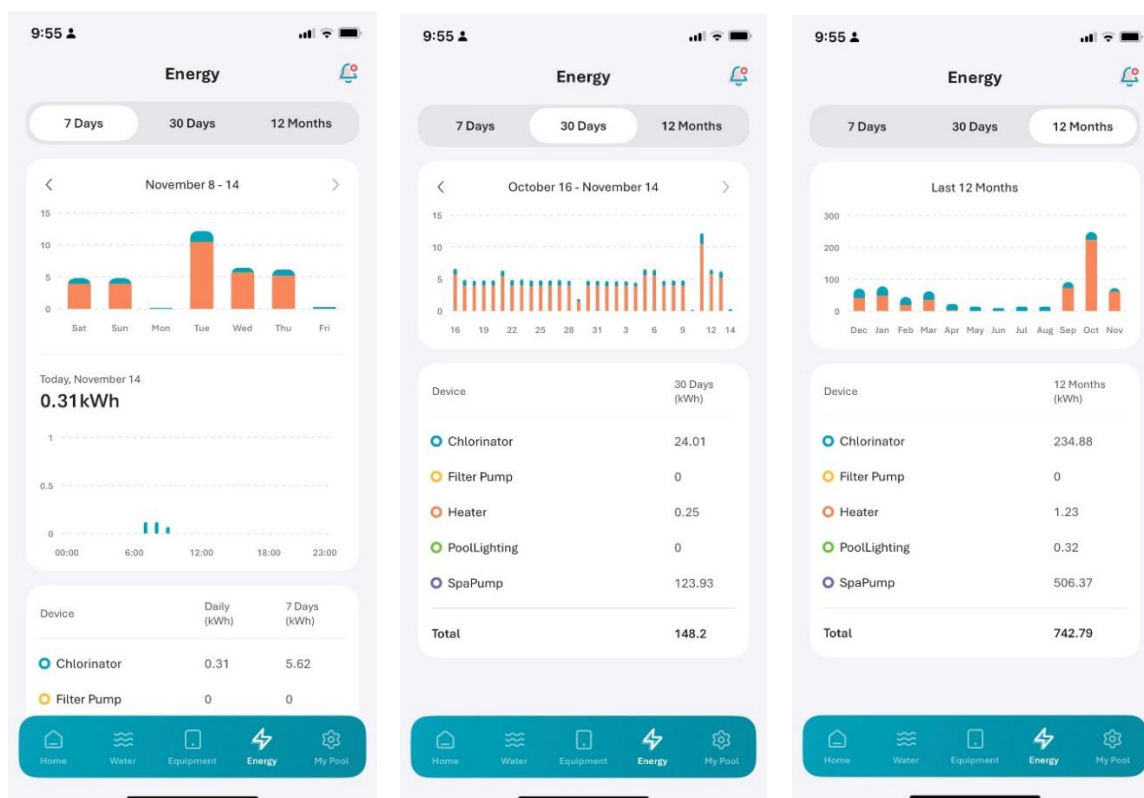 9:55
Energy
7 Days 30 Days 12 Months
November 8 - 14
15
10
5
0
Sat Sun Mon Tue Wed Thu Fri
Today, November 14
0.31kWh
1
0.5
0
00:00 6:00 12:00 18:00 23:00
Device Daily (kWh) 7 Days (kWh)
Chlorinator 0.31 5.62
Filter Pump 0 0
Home Water Equipment Energy My Pool
9:55
Energy
7 Days 30 Days 12 Months
October 16 - November 14
15
10
5
0
16 19 22 25 28 31 3 6 9 12 14
Device 30 Days (kWh)
Chlorinator 24.01
Filter Pump 0
Heater 0.25
PoolLighting 0
SpaPump 123.93
Total 148.2
Home Water Equipment Energy My Pool
9:55
Energy
7 Days 30 Days 12 Months
Last 12 Months
300
200
100
0
Dec Jan Feb Mar Apr May Jun Jul Aug Sep Oct Nov
Device 12 Months (kWh)
Chlorinator 234.88
Filter Pump 0
Heater 1.23
PoolLighting 0.32
SpaPump 506.37
Total 742.79
Home Water Equipment Energy My Pool